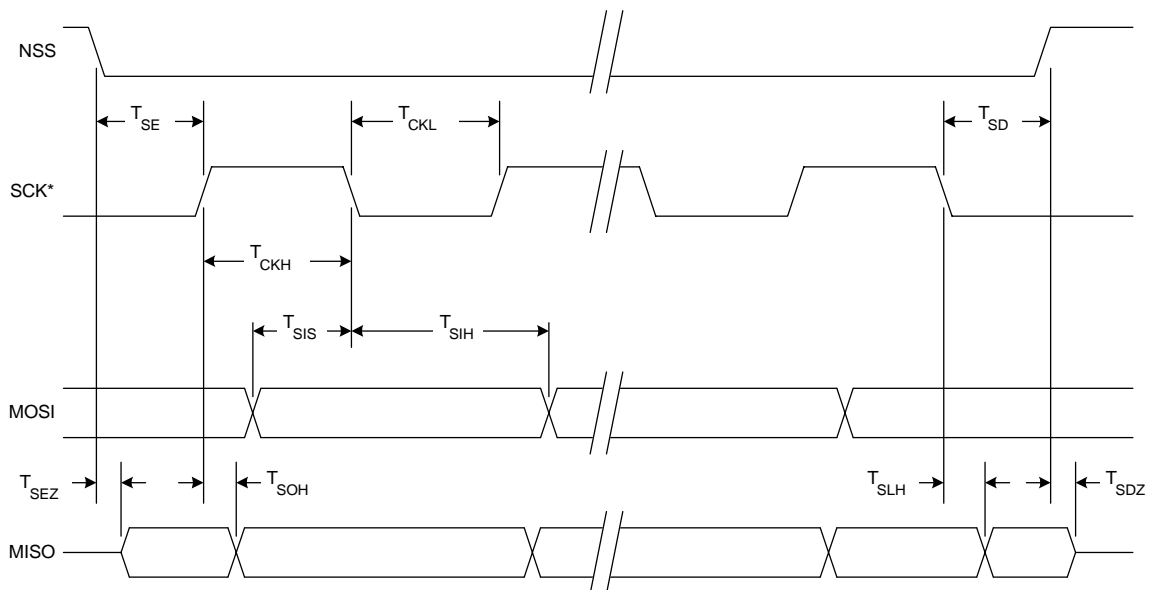 NSS
T_SE
T_CKL
T_SD
SCK*
T_CKH
T_SIS
T_SIH
MOSI
T_SEZ
T_SOH
T_SLH
T_SDZ
MISO